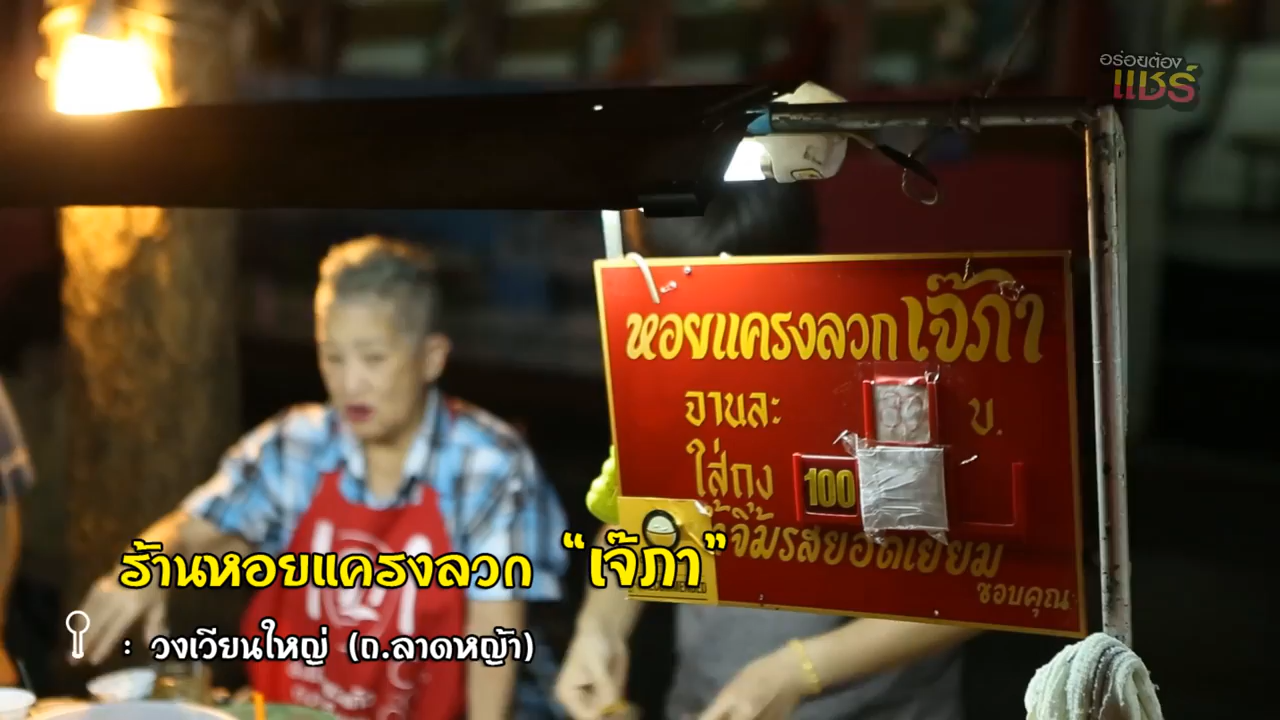 อร่อยต้อง
แชร์
หอยแครงลวกเจ๊ภา
จานละ
บ.
ใส่ถุง 100
จิ้มรสยอดเยี่ยม
ขอบคุณ
ร้านหอยแครงลวก “เจ๊ภา”
: วงเวียนใหญ่ (ถ.ลาดหญ้า)